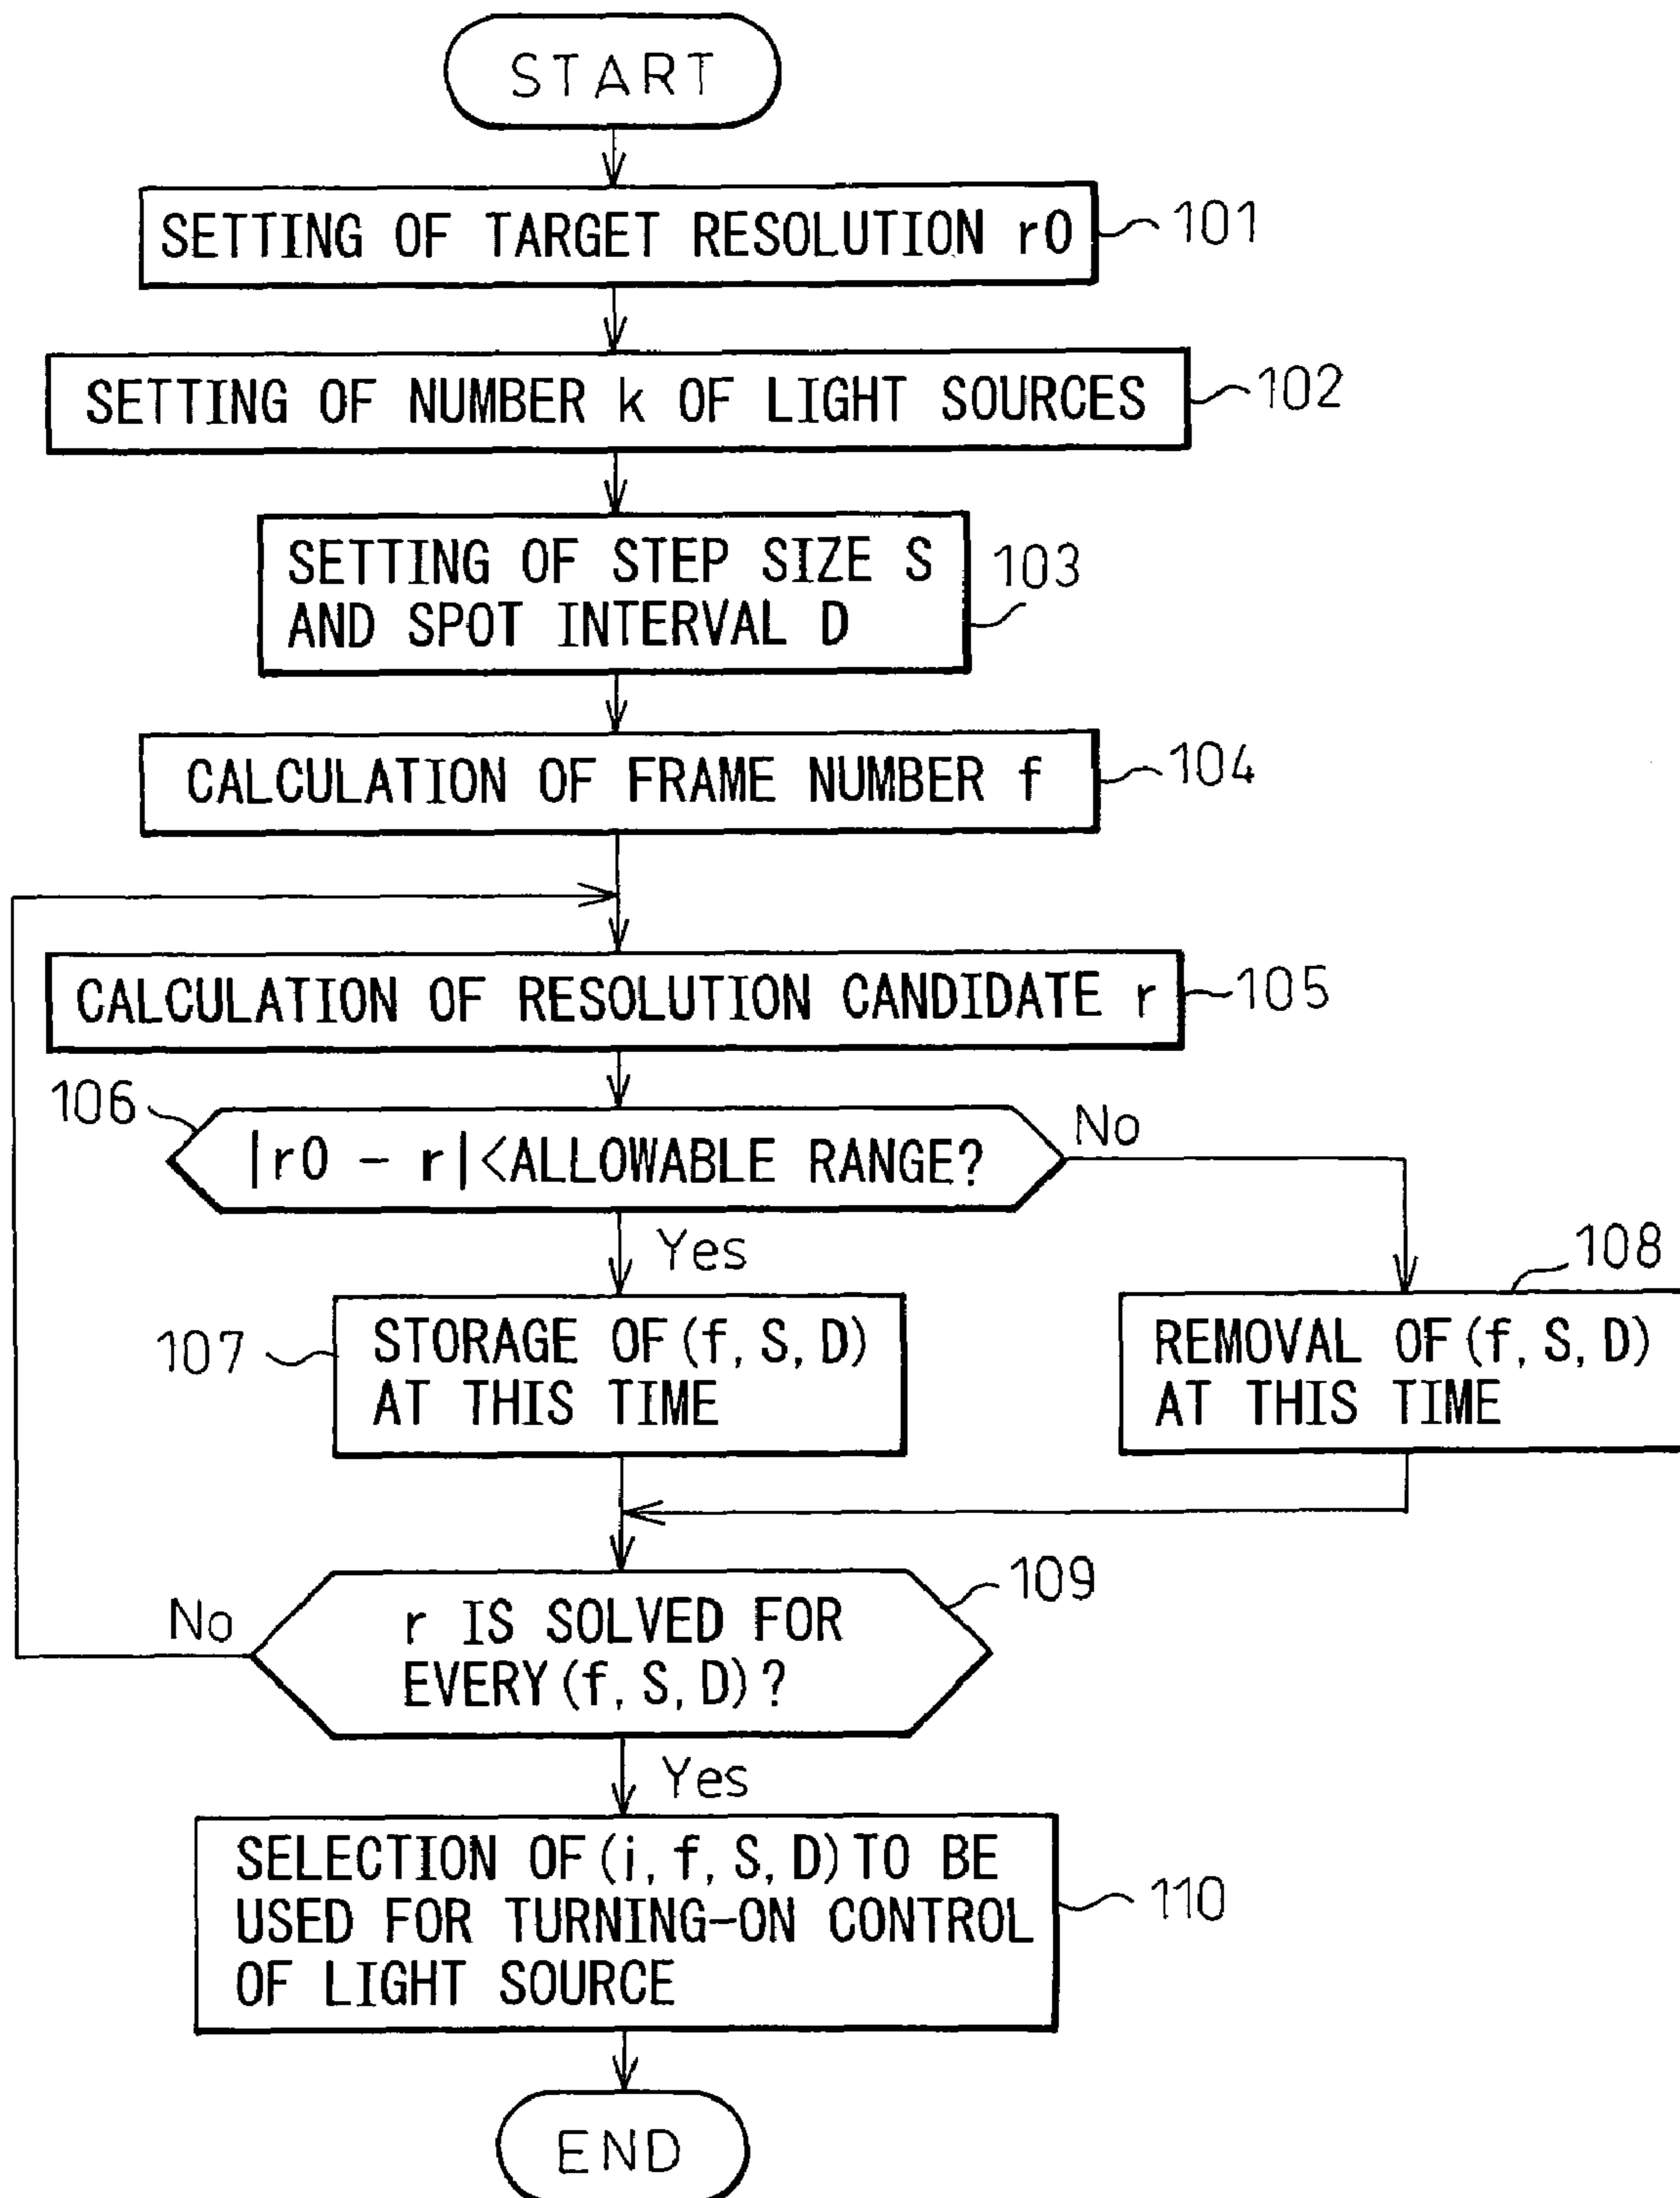 START
SETTING OF TARGET RESOLUTION r0
101
SETTING OF NUMBER k OF LIGHT SOURCES
102
SETTING OF STEP SIZE S
AND SPOT INTERVAL D
103
CALCULATION OF FRAME NUMBER f
104
CALCULATION OF RESOLUTION CANDIDATE r
105
106
|r0 - r|<ALLOWABLE RANGE?
No
Yes
107
STORAGE OF (f, S, D)
AT THIS TIME
108
REMOVAL OF (f, S, D)
AT THIS TIME
109
No
r IS SOLVED FOR
EVERY (f, S, D)?
Yes
SELECTION OF (i, f, S, D) TO BE
USED FOR TURNING-ON CONTROL
OF LIGHT SOURCE
110
END